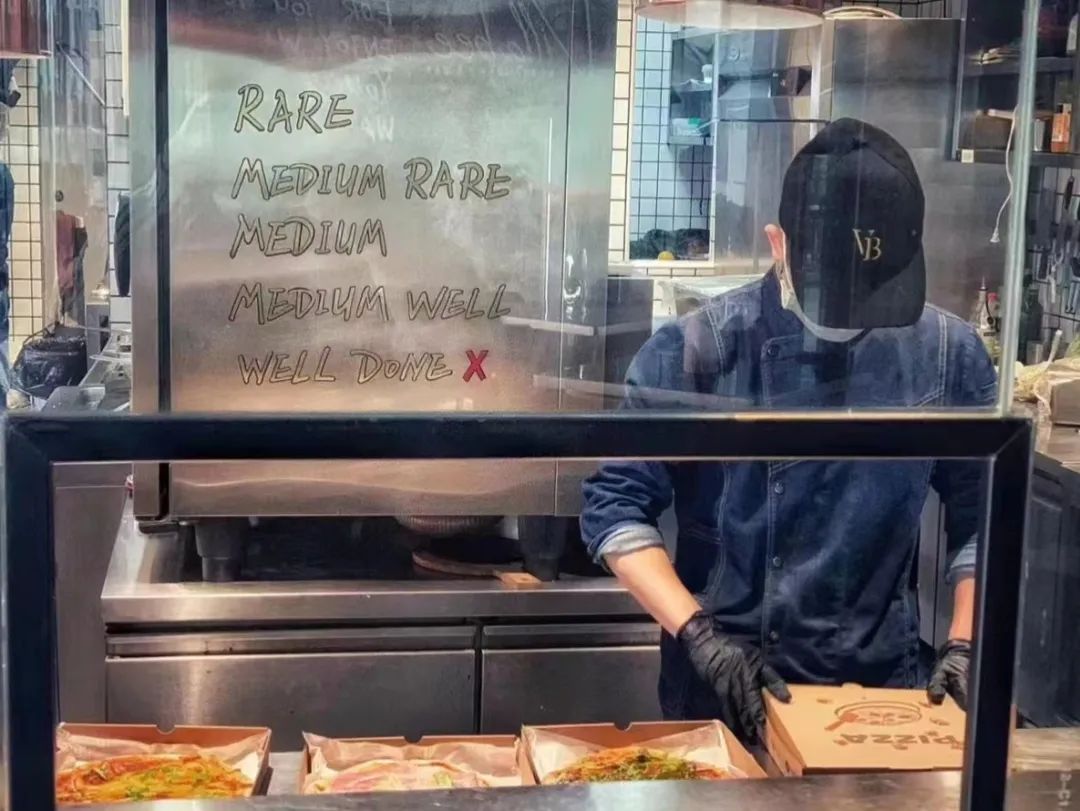 RARE
MEDIUM RARE
MEDIUM
MEDIUM WELL
WELL DONE X
VB
PIZZA